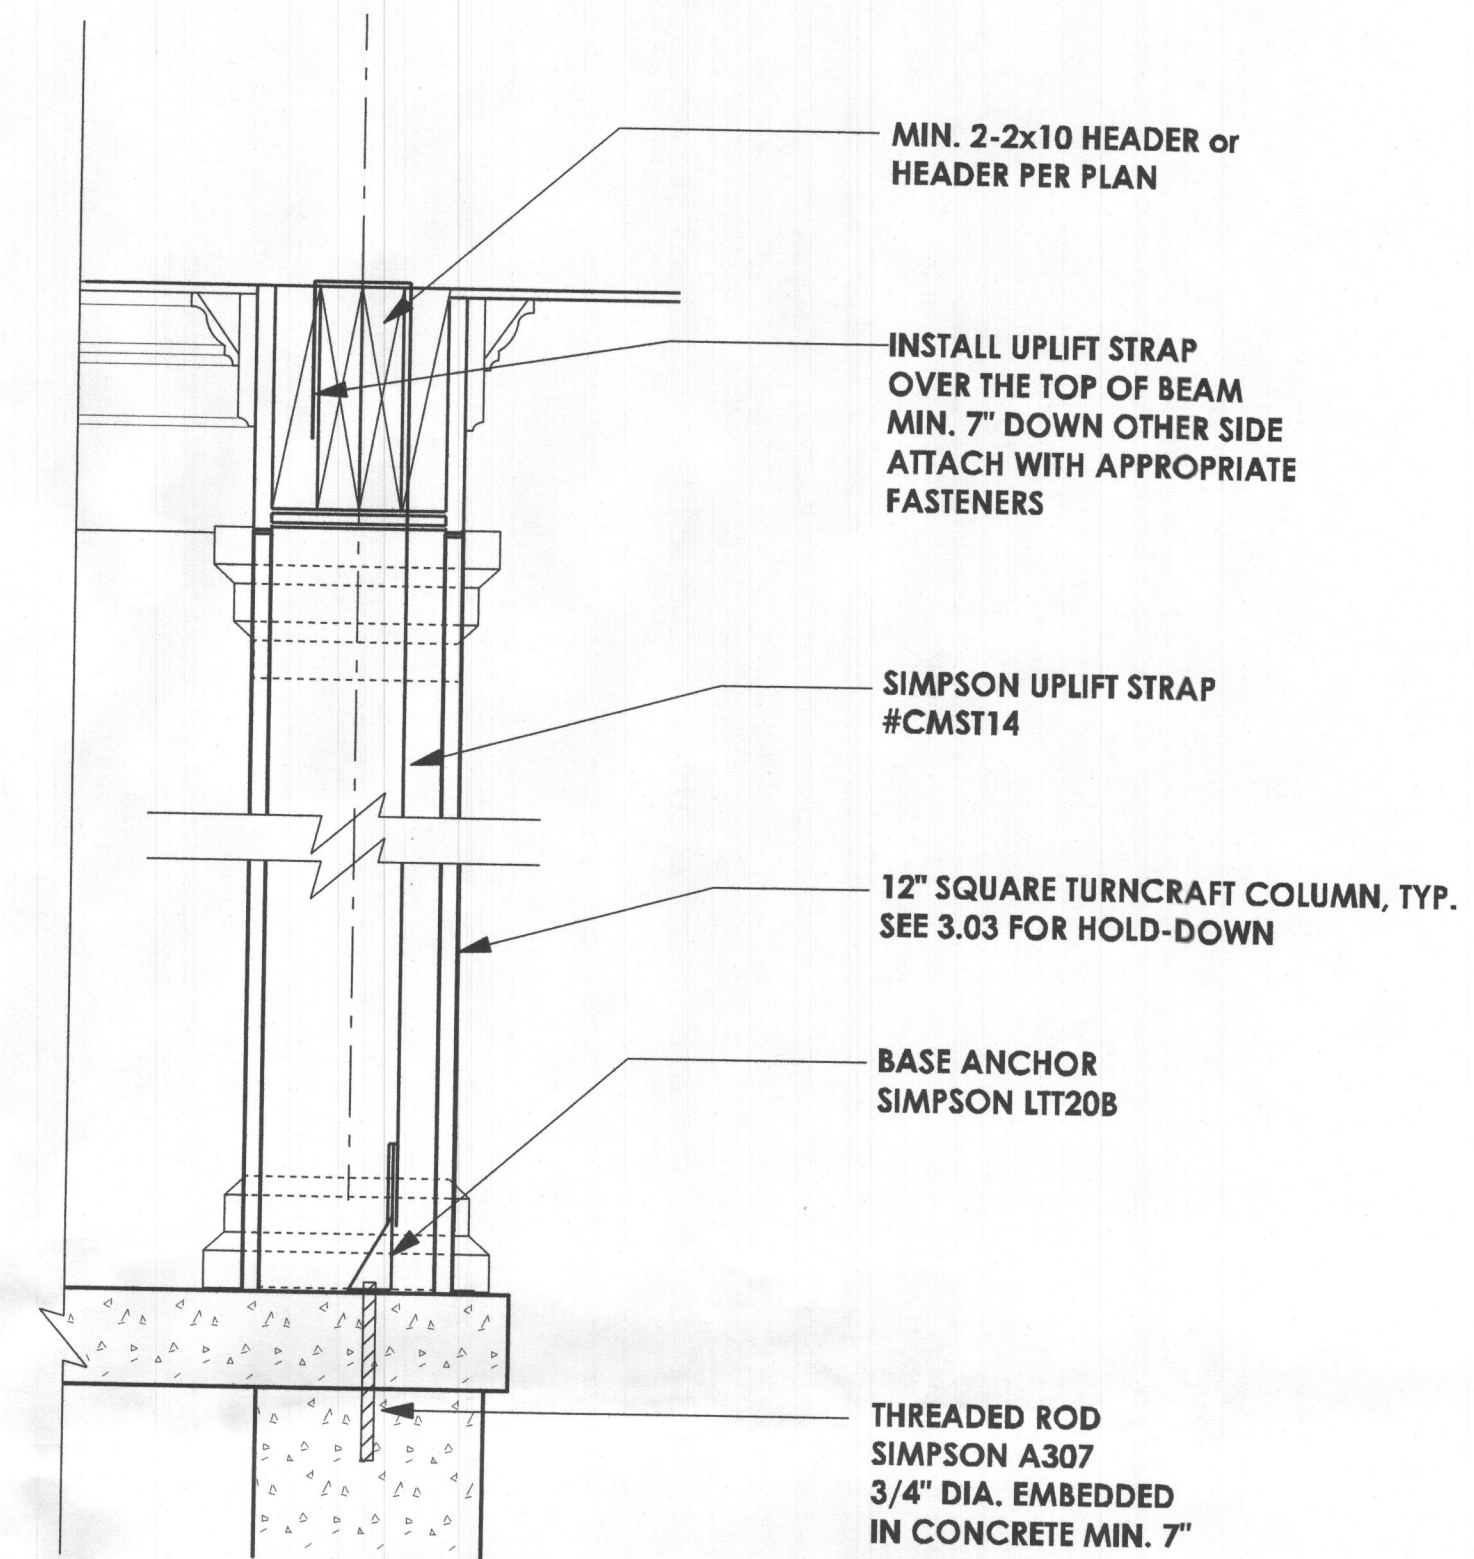 MIN. 2-2x10 HEADER or
HEADER PER PLAN
INSTALL UPLIFT STRAP
OVER THE TOP OF BEAM
MIN. 7" DOWN OTHER SIDE
ATTACH WITH APPROPRIATE
FASTENERS
SIMPSON UPLIFT STRAP
#CMST14
12" SQUARE TURNCRAFT COLUMN, TYP.
SEE 3.03 FOR HOLD-DOWN
BASE ANCHOR
SIMPSON LTT20B
THREADED ROD
SIMPSON A307
3/4" DIA. EMBEDDED
IN CONCRETE MIN. 7"